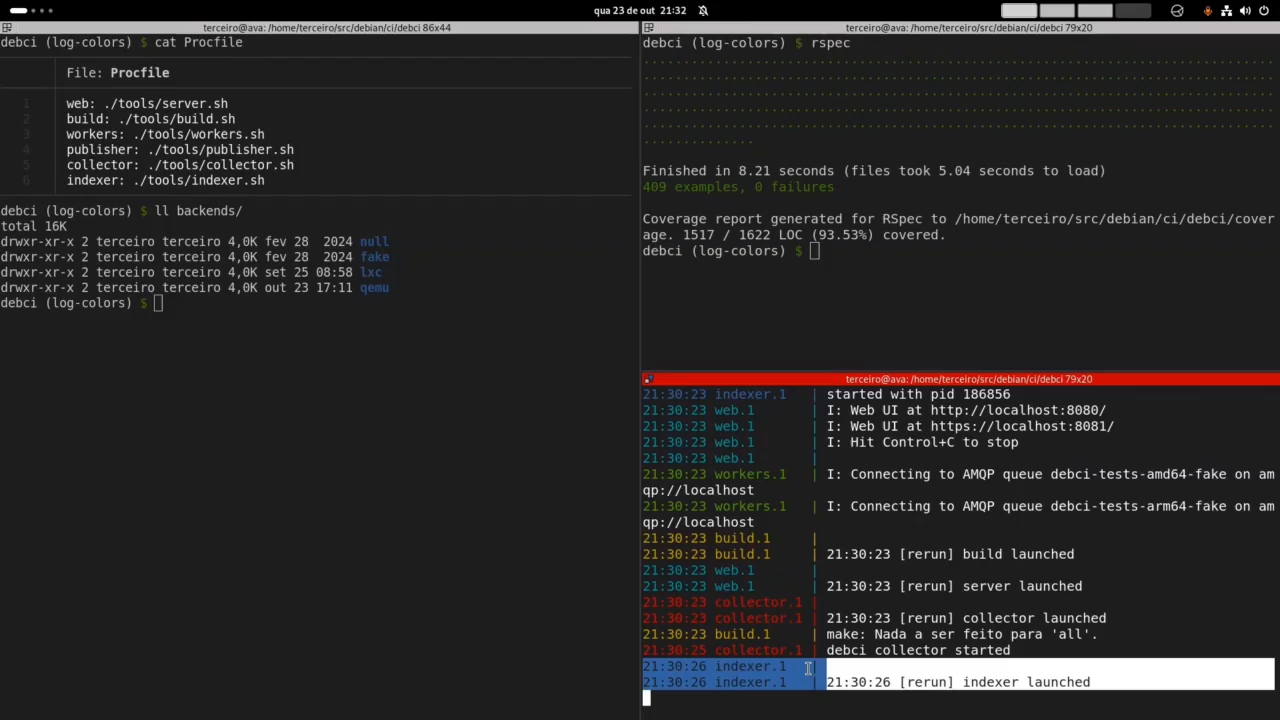 qua 23 de out 21:32
terceiro@ava: /home/terceiro/src/debian/ci/debci 86x44
debci (log-colors) $ cat Procfile
File: Procfile
1 web: ./tools/server.sh
2 build: ./tools/build.sh
3 workers: ./tools/workers.sh
4 publisher: ./tools/publisher.sh
5 collector: ./tools/collector.sh
6 indexer: ./tools/indexer.sh
debci (log-colors) $ ll backends/
total 16K
drwxr-xr-x 2 terceiro terceiro 4,0K fev 28  2024 null
drwxr-xr-x 2 terceiro terceiro 4,0K fev 28  2024 fake
drwxr-xr-x 2 terceiro terceiro 4,0K set 25 08:58 lxc
drwxr-xr-x 2 terceiro terceiro 4,0K out 23 17:11 qemu
debci (log-colors) $
terceiro@ava: /home/terceiro/src/debian/ci/debci 79x20
debci (log-colors) $ rspec
...............................................................................
...............................................................................
...............................................................................
...............................................................................
...............................................................................
..............
Finished in 8.21 seconds (files took 5.04 seconds to load)
409 examples, 0 failures
Coverage report generated for RSpec to /home/terceiro/src/debian/ci/debci/cover
age. 1517 / 1622 LOC (93.53%) covered.
debci (log-colors) $
terceiro@ava: /home/terceiro/src/debian/ci/debci 79x20
21:30:23 indexer.1   | started with pid 186856
21:30:23 web.1       | I: Web UI at http://localhost:8080/
21:30:23 web.1       | I: Web UI at https://localhost:8081/
21:30:23 web.1       | I: Hit Control+C to stop
21:30:23 web.1       |
21:30:23 workers.1   | I: Connecting to AMQP queue debci-tests-amd64-fake on am
qp://localhost
21:30:23 workers.1   | I: Connecting to AMQP queue debci-tests-arm64-fake on am
qp://localhost
21:30:23 build.1     |
21:30:23 build.1     | 21:30:23 [rerun] build launched
21:30:23 web.1       |
21:30:23 web.1       | 21:30:23 [rerun] server launched
21:30:23 collector.1 |
21:30:23 collector.1 | 21:30:23 [rerun] collector launched
21:30:23 build.1     | make: Nada a ser feito para 'all'.
21:30:25 collector.1 | debci collector started
21:30:26 indexer.1   |
21:30:26 indexer.1   | 21:30:26 [rerun] indexer launched